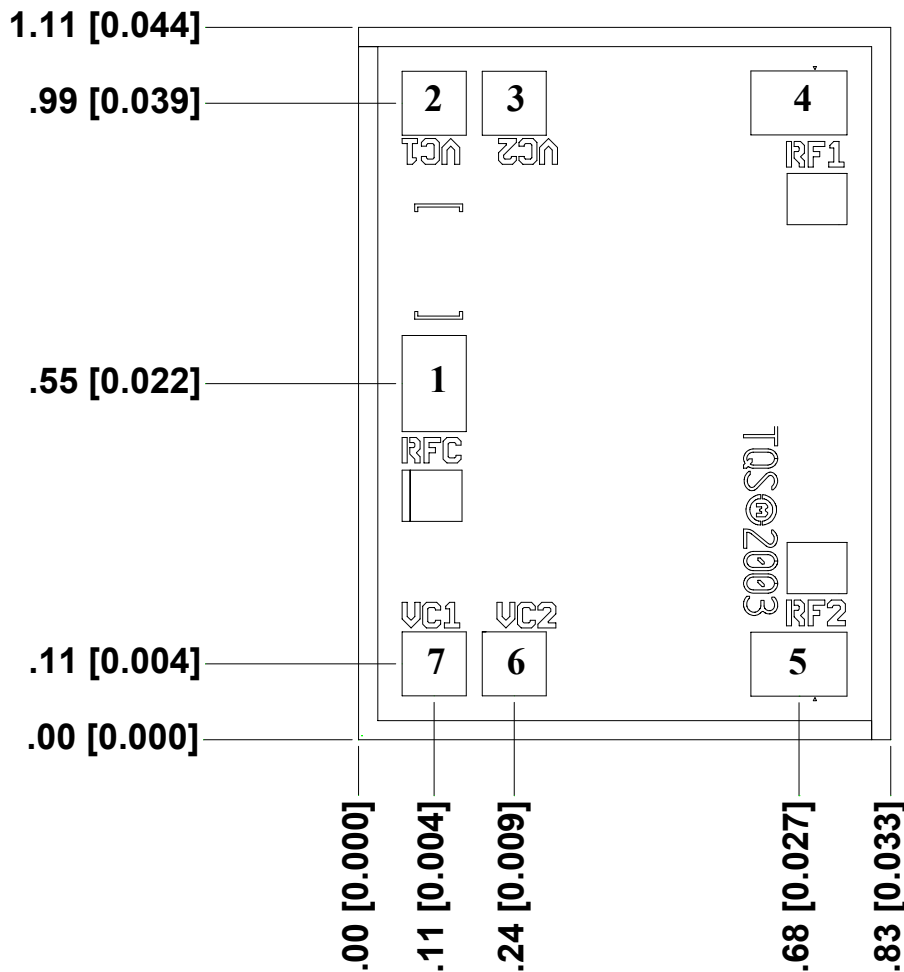 1.11 [0.044]
.99 [0.039]
2
3
4
VC1
VC2
RF1
.55 [0.022]
1
RFC
TQSⓜ2003
VC1
VC2
RF2
.11 [0.004]
7
6
5
.00 [0.000]
.00 [0.000]
.11 [0.004]
.24 [0.009]
.68 [0.027]
.83 [0.033]